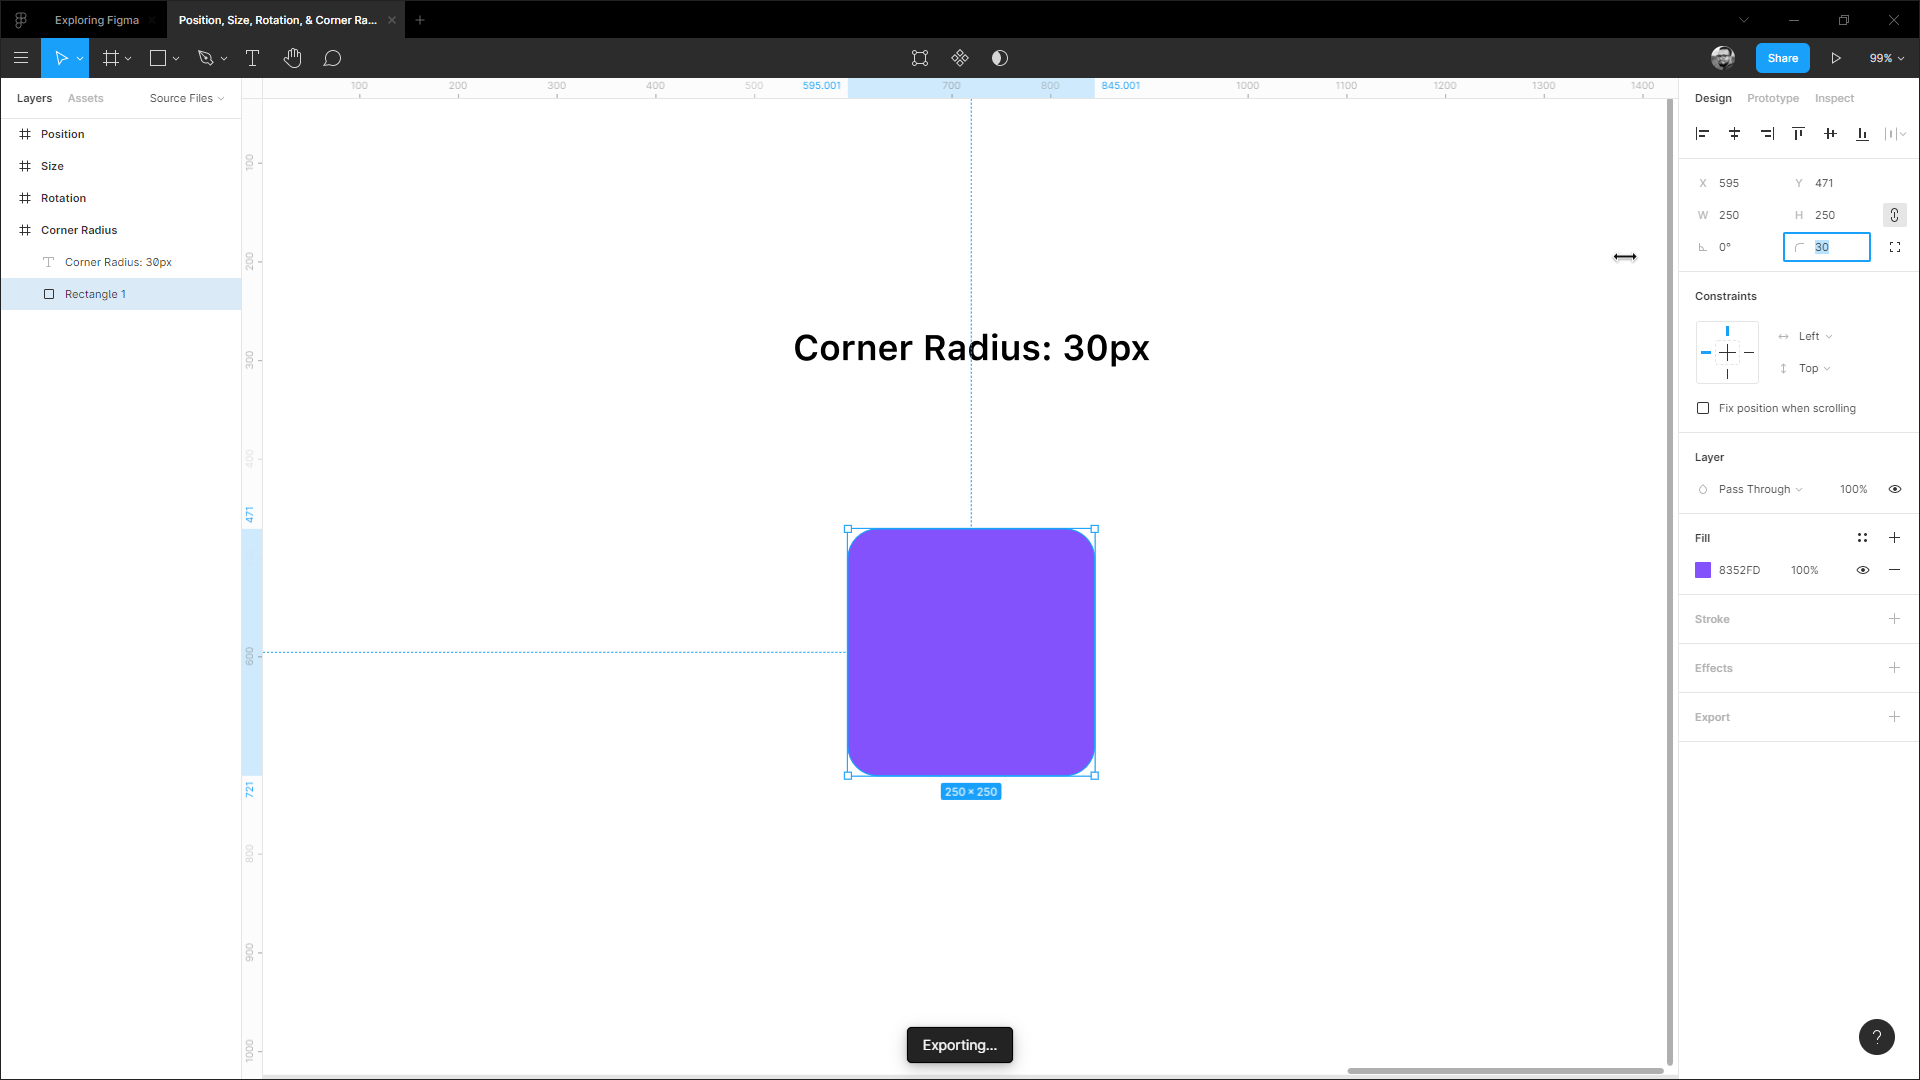 Exploring Figma
Position, Size, Rotation, & Corner Ra...
Share
99%
Layers
Assets
Source Files
Position
Size
Rotation
Corner Radius
Corner Radius: 30px
Rectangle 1
100
200
300
400
500
595.001
700
800
845.001
1000
1100
1200
1300
1400
100
200
300
400
471
600
721
800
900
1000
Corner Radius: 30px
250 × 250
Exporting...
Design
Prototype
Inspect
X 595
Y 471
W 250
H 250
0°
30
Constraints
Left
Top
Fix position when scrolling
Layer
Pass Through
100%
Fill
8352FD
100%
Stroke
Effects
Export
?